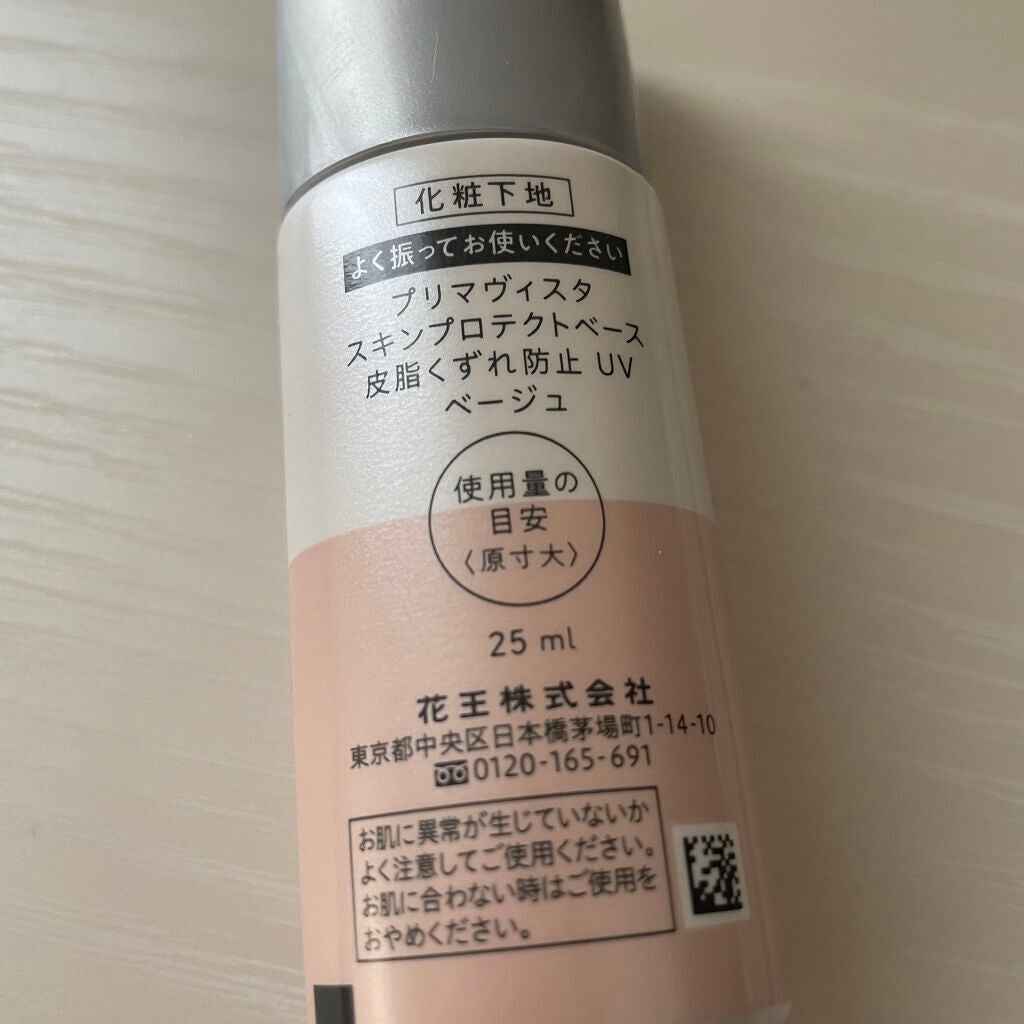 化粧下地
よく振ってお使いください
プリマヴィスタ
スキンプロテクトベース
皮脂くずれ防止 UV
ベージュ
使用量の
目安
〈原寸大〉
25 ml
花王株式会社
東京都中央区日本橋茅場町1-14-10
0120-165-691
お肌に異常が生じていないか
よく注意してご使用ください。
お肌に合わない時はご使用を
おやめください。